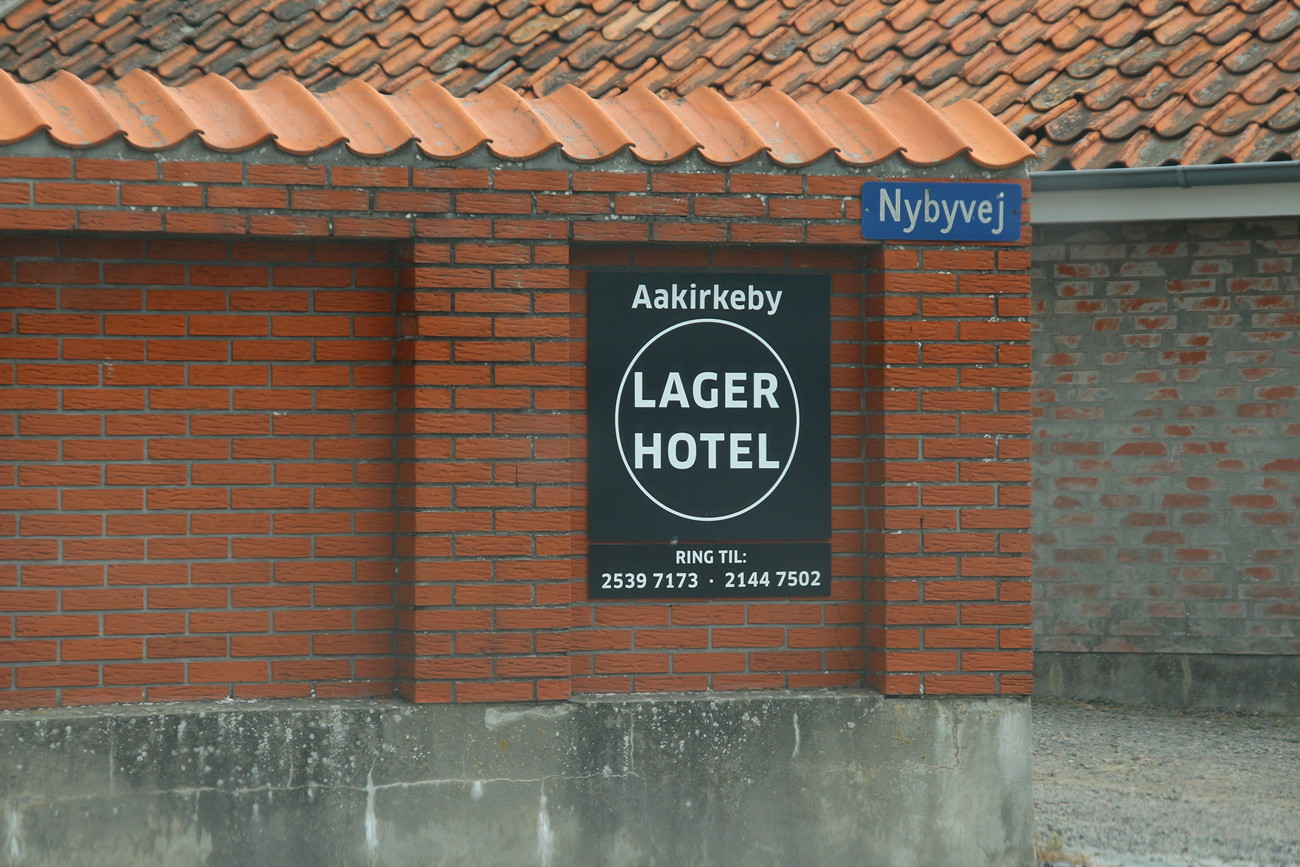 Nybyvej
Aakirkeby
LAGER
HOTEL
RING TIL:
2539 7173 · 2144 7502